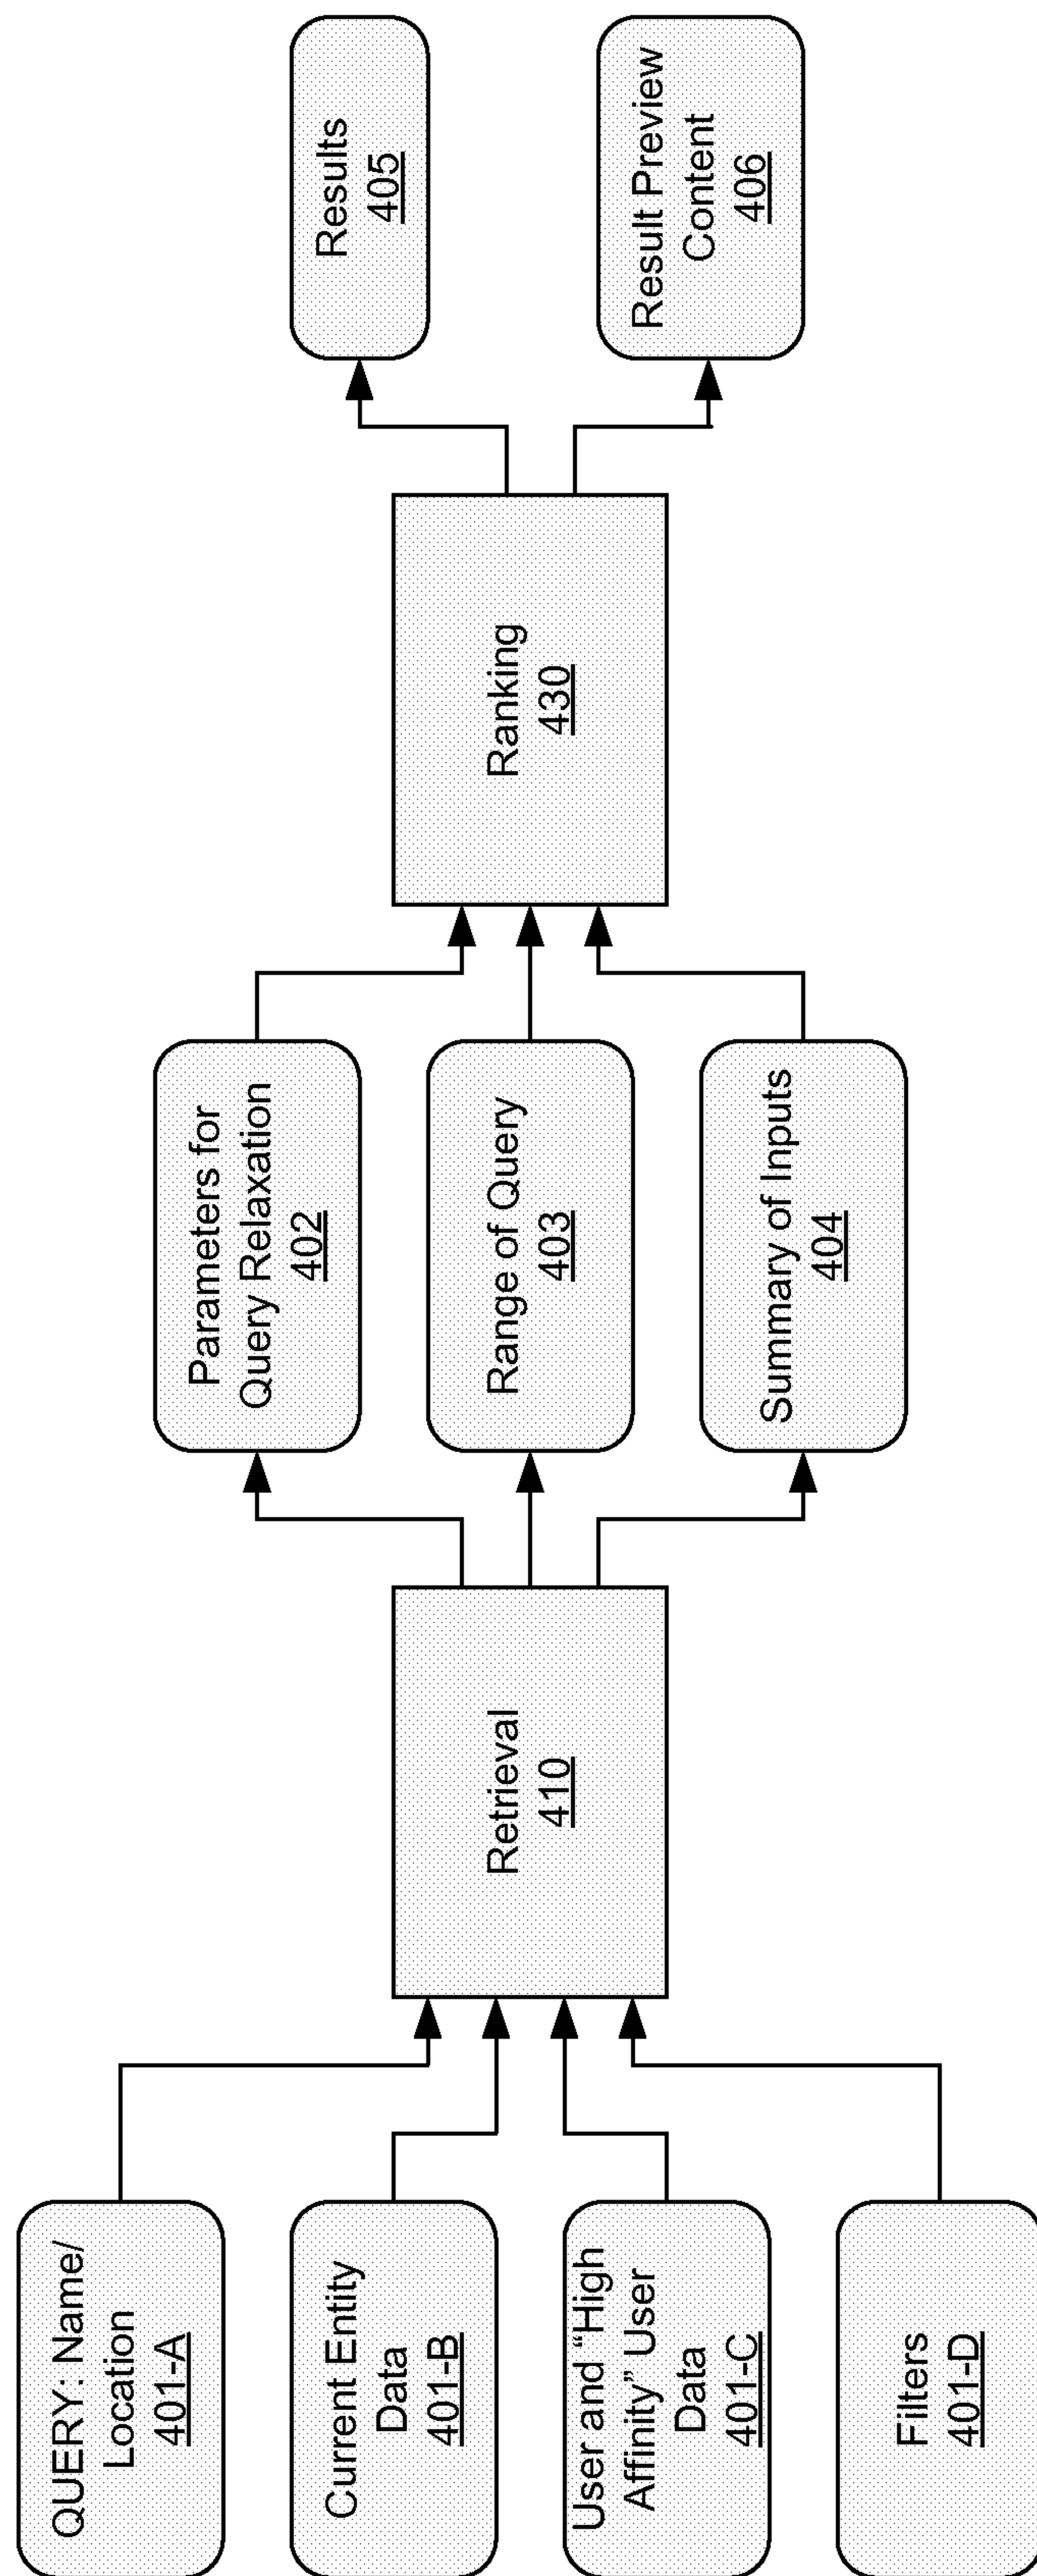 QUERY: Name/
Location
401-A
Current Entity
Data
401-B
User and “High
Affinity” User
Data
401-C
Filters
401-D
Retrieval
410
Parameters for
Query Relaxation
402
Range of Query
403
Summary of Inputs
404
Ranking
430
Results
405
Result Preview
Content
406